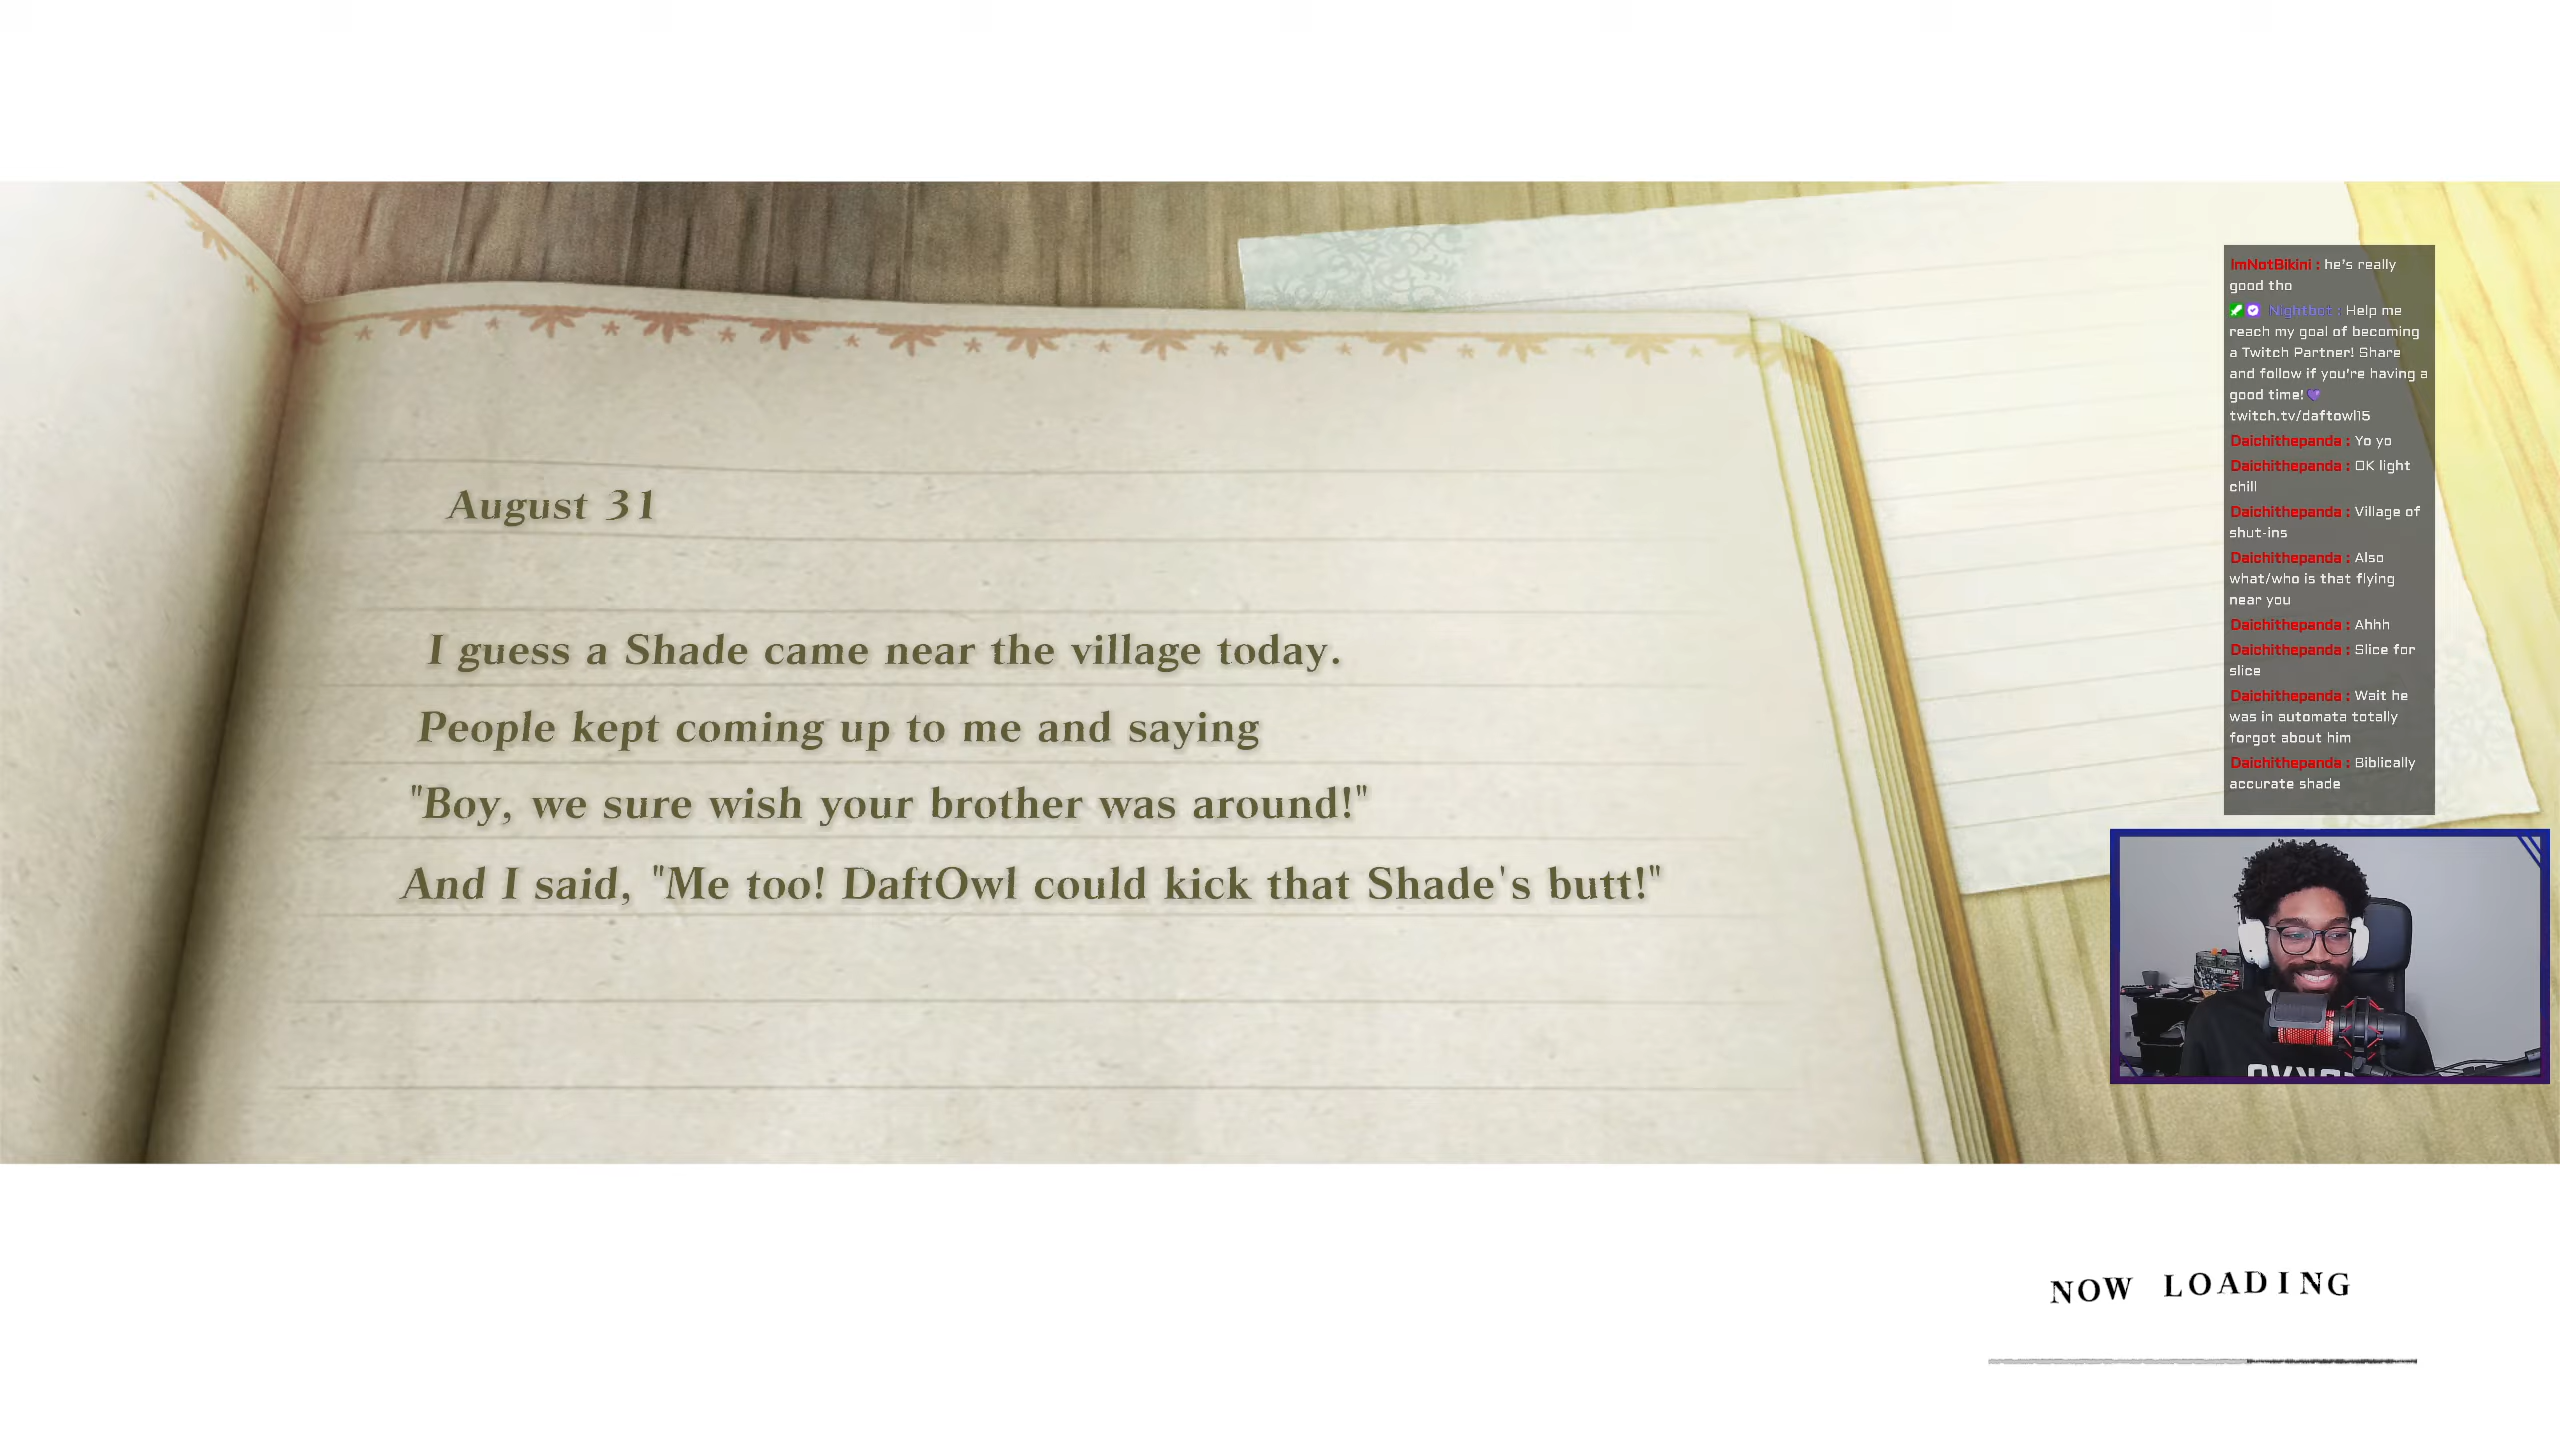 August 31
I guess a Shade came near the village today.
People kept coming up to me and saying
"Boy, we sure wish your brother was around!"
And I said, "Me too! DaftOwl could kick that Shade's butt!"
ImNotBikini : he's really
good tho
Nightbot : Help me
reach my goal of becoming
a Twitch Partner! Share
and follow if you're having a
good time! 💜
twitch.tv/daftowl15
Daichithepanda : Yo yo
Daichithepanda : OK light
chill
Daichithepanda : Village of
shut-ins
Daichithepanda : Also
what/who is that flying
near you
Daichithepanda : Ahhh
Daichithepanda : Slice for
slice
Daichithepanda : Wait he
was in automata totally
forgot about him
Daichithepanda : Biblically
accurate shade
NOW LOADING